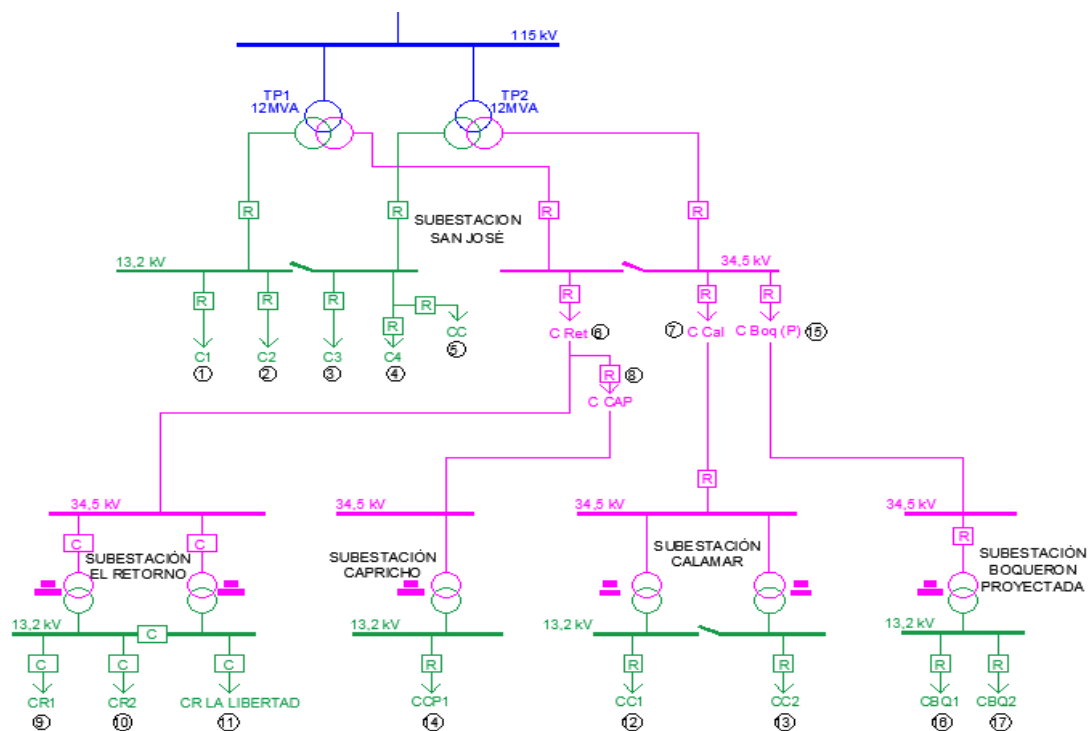 115 kV
TP1
12MVA
TP2
12MVA
R
R
R
R
SUBESTACION
SAN JOSÉ
13,2 kV
34,5 kV
R
R
R
R
R
R
R
R
C1
C2
C3
C4
CC
C Ret
C Cal
C Boq (P)
1
2
3
4
5
6
7
15
R
8
C CAP
R
34,5 kV
34,5 kV
34,5 kV
34,5 kV
C
C
R
SUBESTACIÓN
EL RETORNO
SUBESTACIÓN
CAPRICHO
SUBESTACIÓN
CALAMAR
SUBESTACIÓN
BOQUERON
PROYECTADA
13,2 kV
13,2 kV
13,2 kV
13,2 kV
C
C
C
C
R
R
R
R
R
CR1
CR2
CR LA LIBERTAD
CCP1
CC1
CC2
CBQ1
CBQ2
9
10
11
14
12
13
16
17